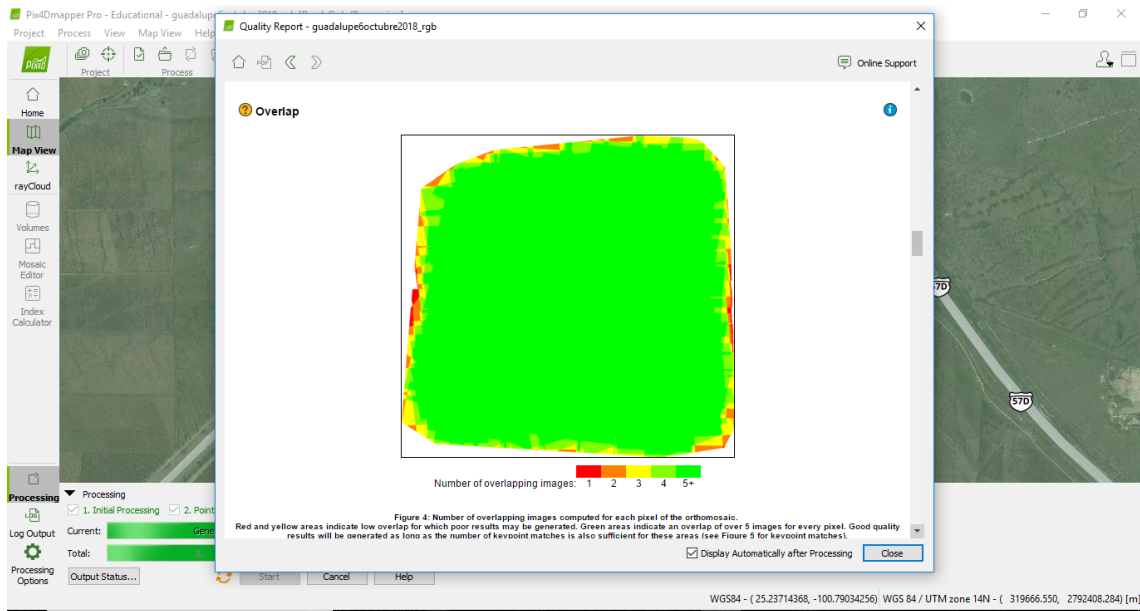 Pix4Dmapper Pro - Educational - guadalupe6octubre2018_rgb
Project Process View Map View Help
PIX4D
Project
Process
Home
Map View
rayCloud
Volumes
Mosaic
Editor
Index
Calculator
Processing
Log Output
Processing
Options
Quality Report - guadalupe6octubre2018_rgb
PDF
Online Support
Overlap
Number of overlapping images: 1 2 3 4 5+
Figure 4: Number of overlapping images computed for each pixel of the orthomosaic.
Red and yellow areas indicate low overlap for which poor results may be generated. Green areas indicate an overlap of over 5 images for every pixel. Good quality
results will be generated as long as the number of keypoint matches is also sufficient for these areas (see Figure 5 for keypoint matches).
Display Automatically after Processing
Close
57D
57D
Processing
1. Initial Processing 2. Point
Current: Gene
Total: 1.
Output Status...
Start Cancel Help
WGS84 - ( 25.23714368, -100.79034256) WGS 84 / UTM zone 14N - ( 319666.550, 2792408.284) [m]